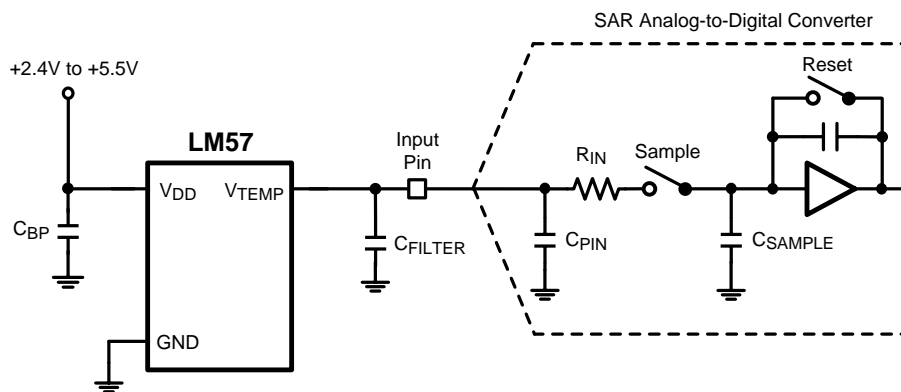 SAR Analog-to-Digital Converter
+2.4V to +5.5V
Reset
LM57
Input
Pin
RIN
Sample
VDD
VTEMP
CBP
CFILTER
CPIN
CSAMPLE
GND